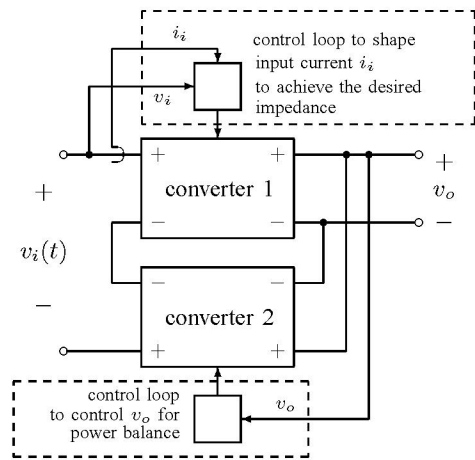 i_i
control loop to shape
input current i_i
to achieve the desired
impedance
v_i
+ + + +
converter 1
+ v_o
− − −
v_i(t)
− − −
converter 2
+ +
control loop
to control v_o for
power balance
v_o